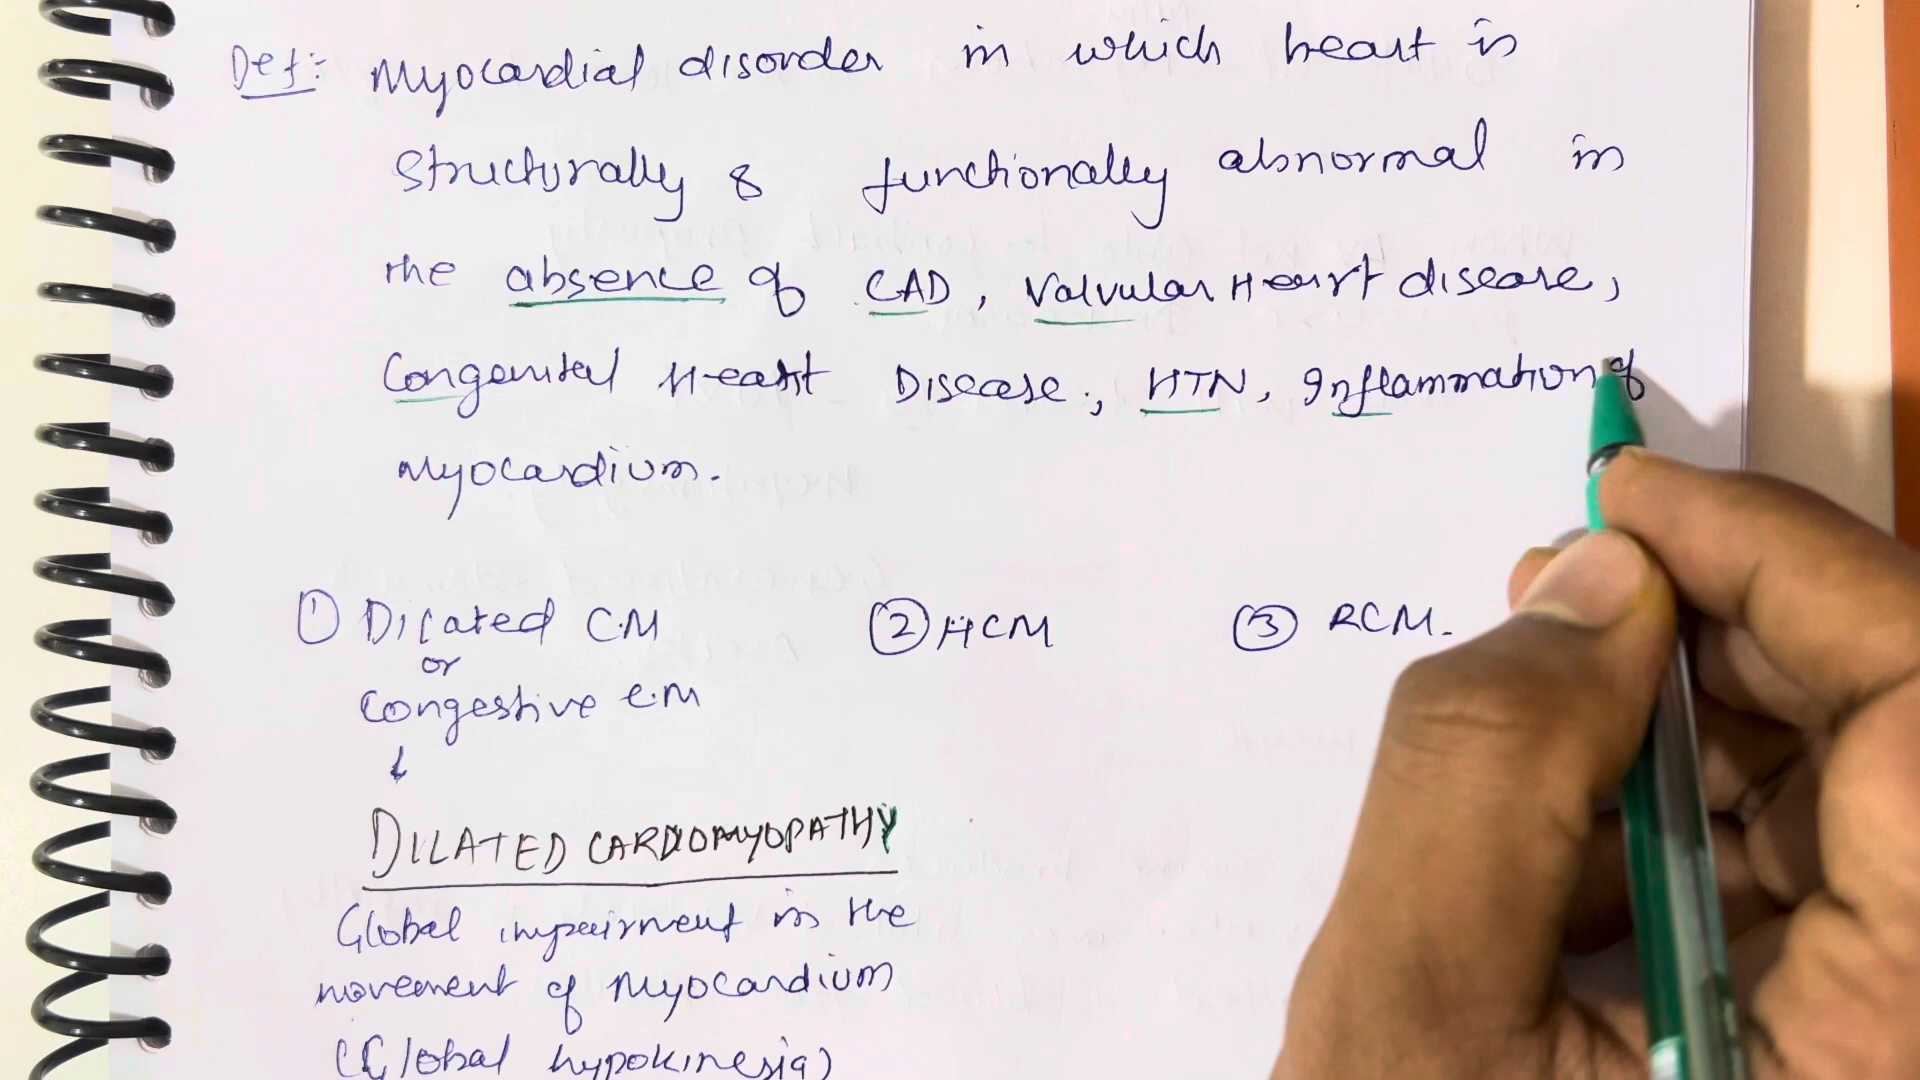 Def:- Myocardial disorder in which heart is
Structurally & functionally abnormal in
the absence of CAD, Valvular Heart disease,
Congenital Heart Disease, HTN, Inflammation of
Myocardium.
① Dilated C.M ② HCM ③ RCM.
or
Congestive C.M
↓
DILATED CARDIOMYOPATHY
Global impairment in the
movement of Myocardium
(Global hypokinesia)